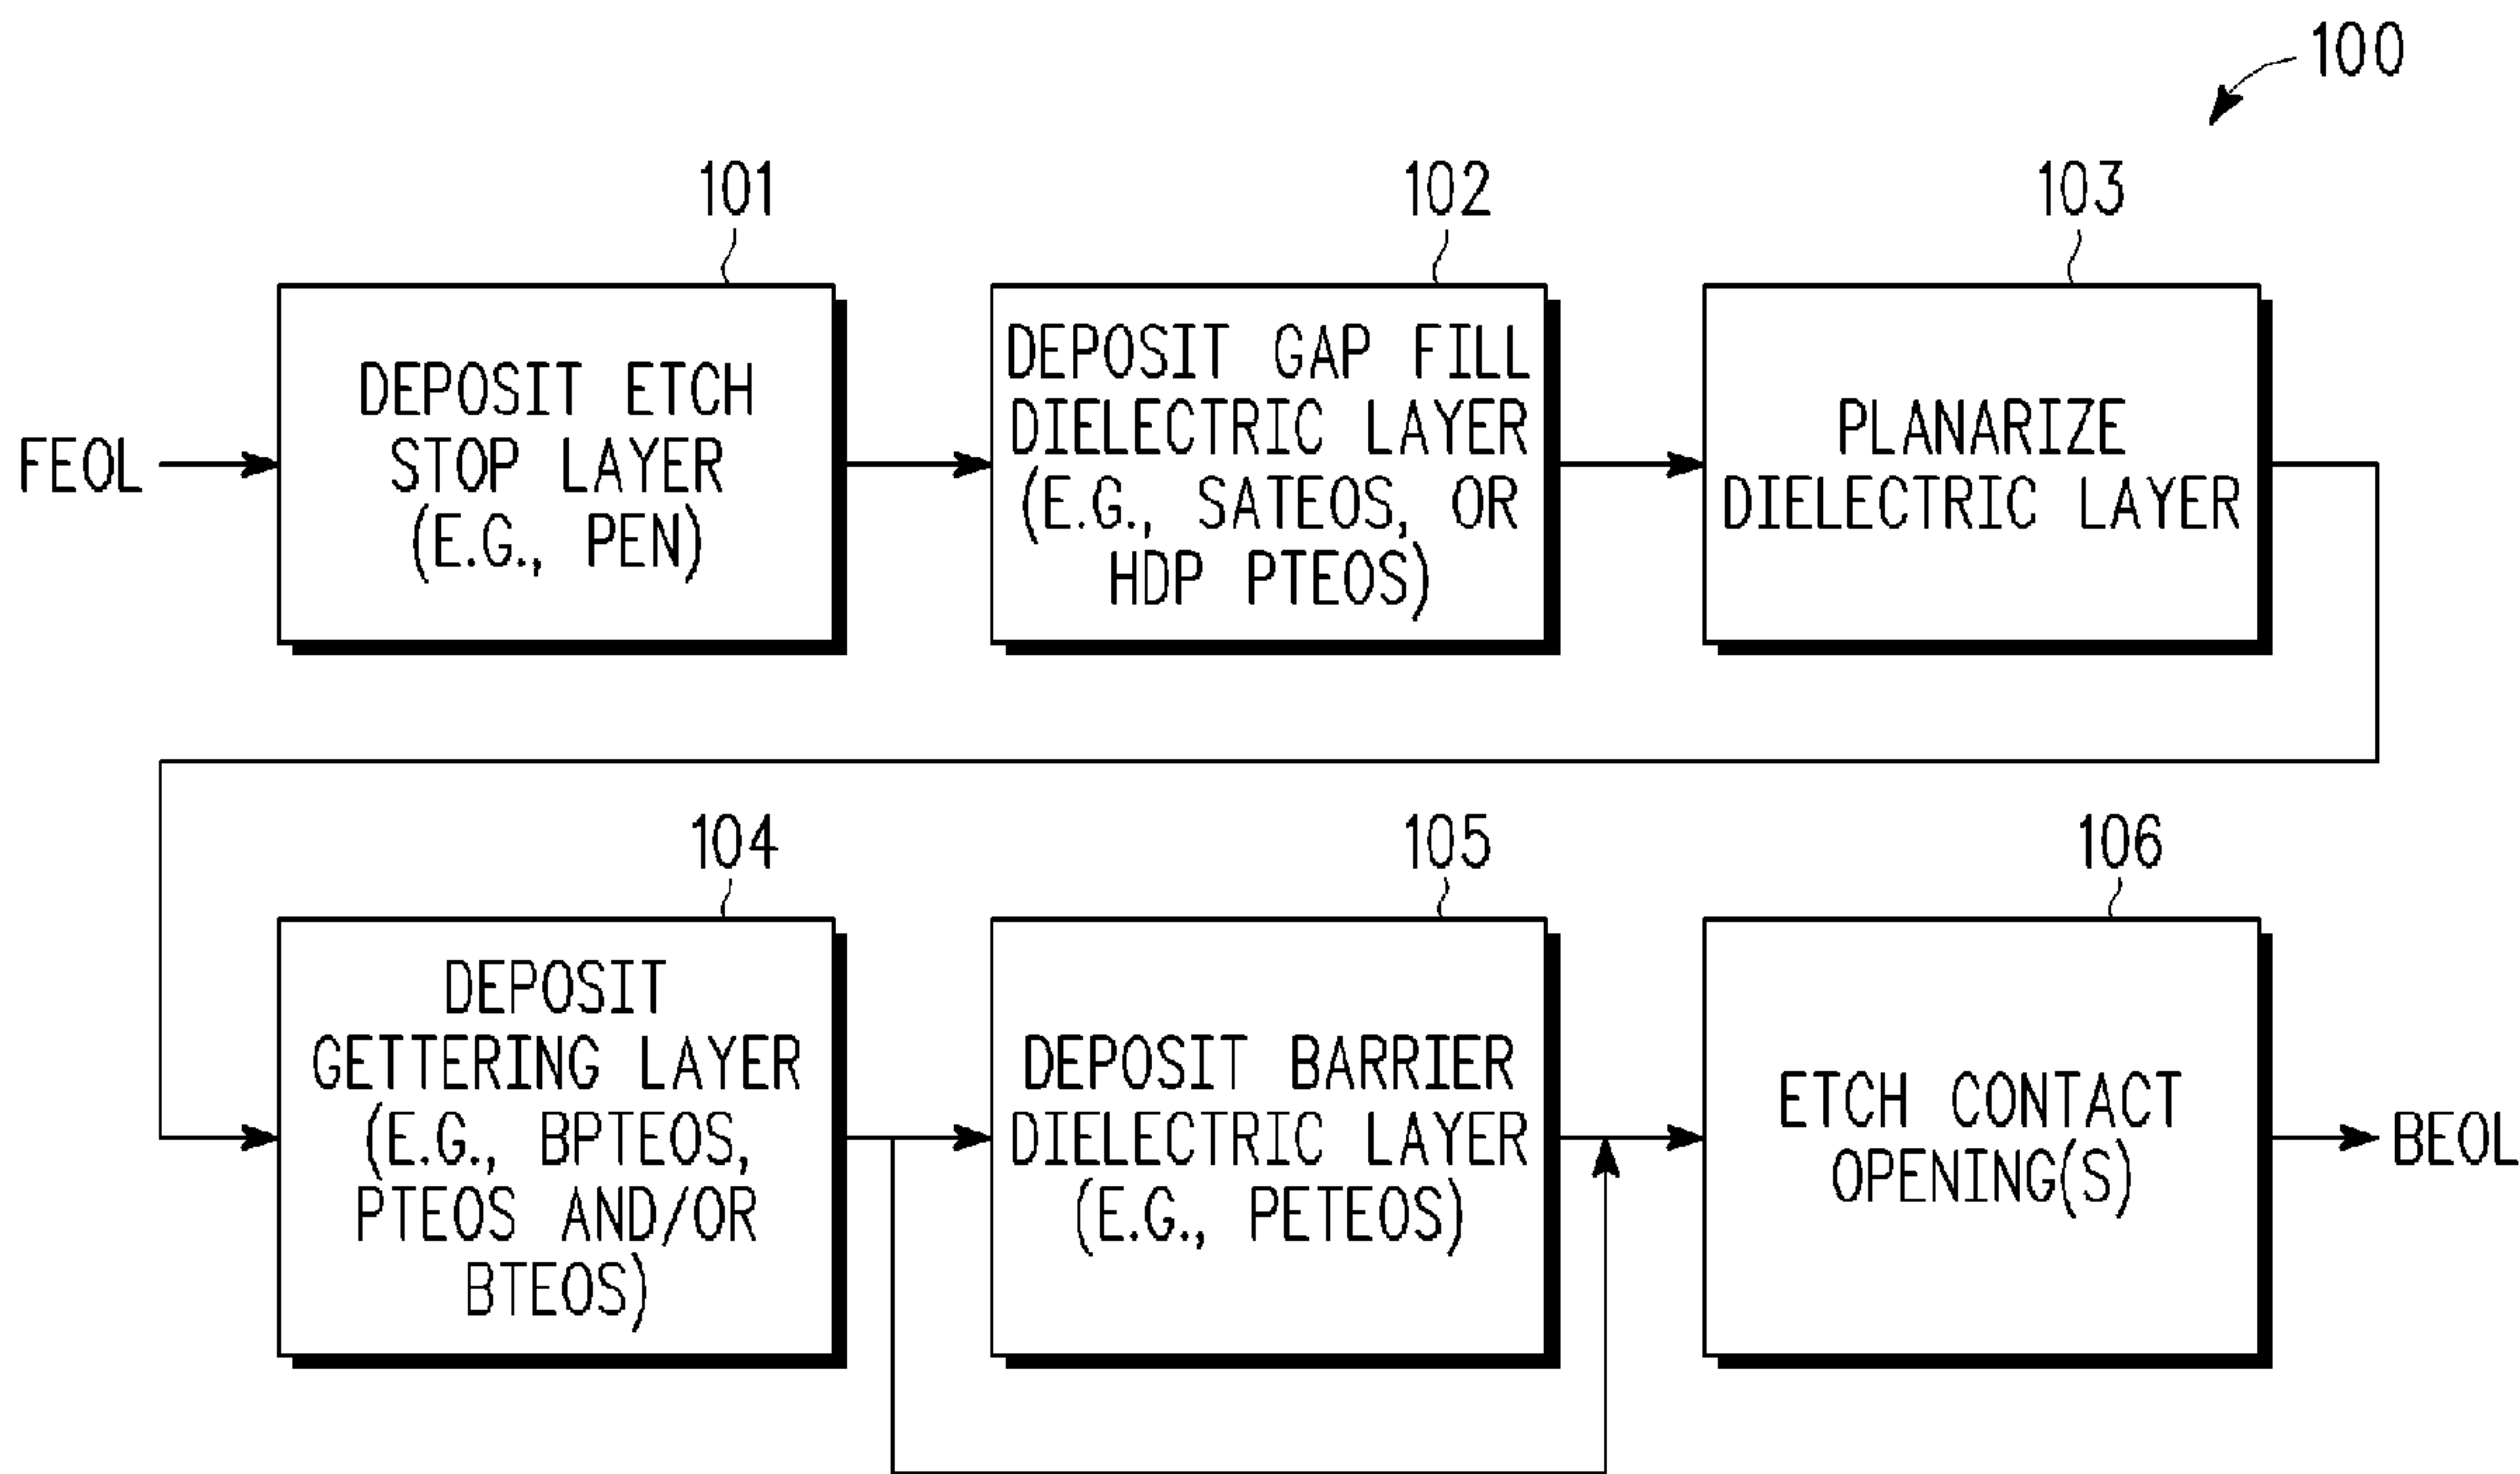 100
101
102
103
FEOL
DEPOSIT ETCH
STOP LAYER
(E.G., PEN)
DEPOSIT GAP FILL
DIELECTRIC LAYER
(E.G., SATEOS, OR
HDP PTEOS)
PLANARIZE
DIELECTRIC LAYER
104
105
106
DEPOSIT
GETTERING LAYER
(E.G., BPTEOS,
PTEOS AND/OR
BTEOS)
DEPOSIT BARRIER
DIELECTRIC LAYER
(E.G., PETEOS)
ETCH CONTACT
OPENING(S)
BEOL